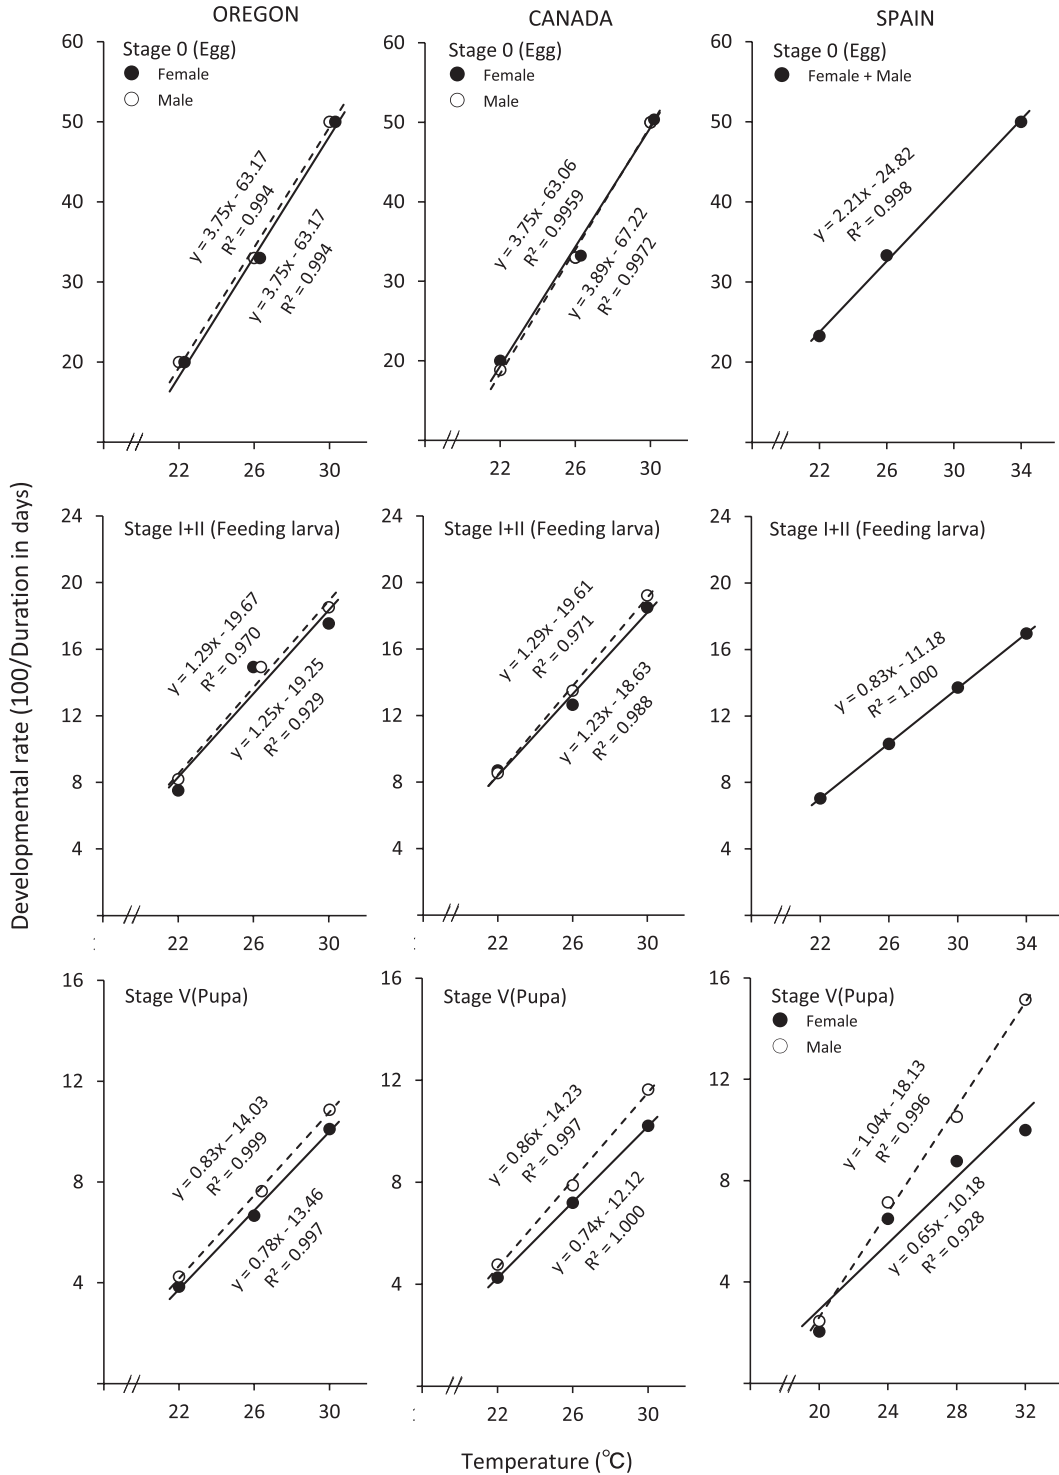 OREGON
CANADA
SPAIN
60
50
40
30
20
Stage 0 (Egg)
Female
Male
y = 3.75x - 63.17
R² = 0.994
y = 3.75x - 63.17
R² = 0.994
22
26
30
60
50
40
30
20
Stage 0 (Egg)
Female
Male
y = 3.75x - 63.06
R² = 0.9959
y = 3.89x - 67.22
R² = 0.9972
22
26
30
60
50
40
30
20
Stage 0 (Egg)
Female + Male
y = 2.21x - 24.82
R² = 0.998
22
26
30
34
Developmental rate (100/Duration in days)
24
20
16
12
8
4
Stage I+II (Feeding larva)
y = 1.29x - 19.67
R² = 0.970
y = 1.25x - 19.25
R² = 0.929
22
26
30
24
20
16
12
8
4
Stage I+II (Feeding larva)
y = 1.29x - 19.61
R² = 0.971
y = 1.23x - 18.63
R² = 0.988
22
26
30
24
20
16
12
8
4
Stage I+II (Feeding larva)
y = 0.83x - 11.18
R² = 1.000
22
26
30
34
16
12
8
4
Stage V(Pupa)
y = 0.83x - 14.03
R² = 0.999
y = 0.78x - 13.46
R² = 0.997
22
26
30
16
12
8
4
Stage V(Pupa)
y = 0.86x - 14.23
R² = 0.997
y = 0.74x - 12.12
R² = 1.000
22
26
30
16
12
8
4
Stage V(Pupa)
Female
Male
y = 1.04x - 18.13
R² = 0.996
y = 0.65x - 10.18
R² = 0.928
20
24
28
32
Temperature (℃)